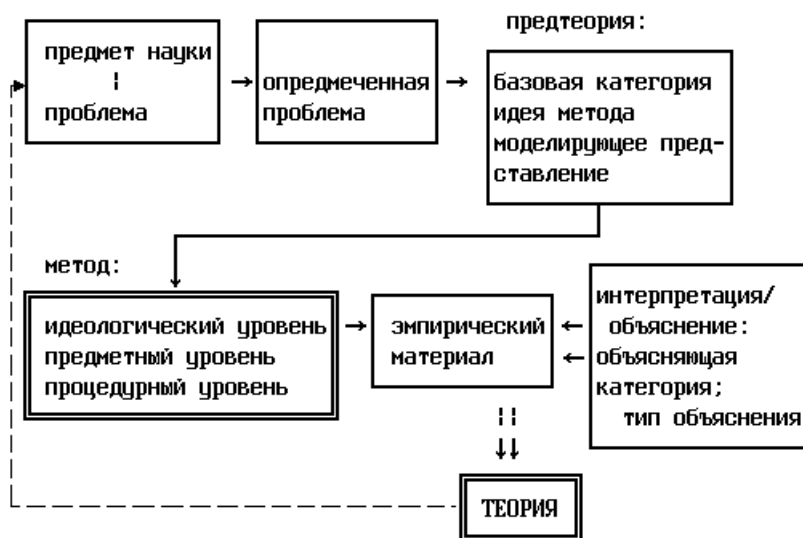 предтеория:
предмет науки
проблема
опредмеченная
проблема
базовая категория
идея метода
моделирующее пред-
ставление
метод:
идеологический уровень
предметный уровень
процедурный уровень
эмпирический
материал
интерпретация/
объяснение:
объясняющая
категория;
тип объяснения
ТЕОРИЯ